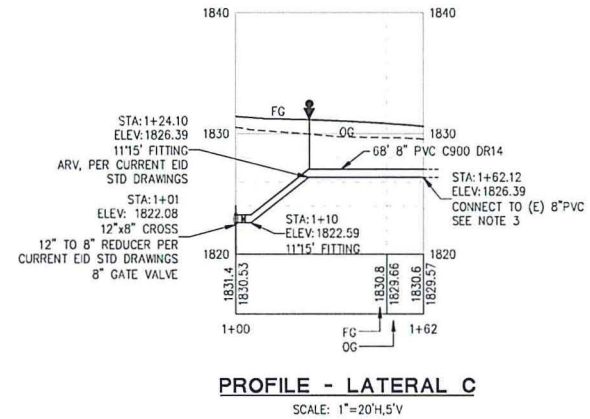 1840
1840
FG
STA: 1+24.10
ELEV: 1826.39
11°15' FITTING
ARV, PER CURRENT EID
STD DRAWINGS
1830
1830
OG
68' 8" PVC C900 DR14
STA: 1+62.12
ELEV: 1826.39
CONNECT TO (E) 8"PVC
SEE NOTE 3
STA: 1+01
ELEV: 1822.08
12"x8" CROSS
12" TO 8" REDUCER PER
CURRENT EID STD DRAWINGS
8" GATE VALVE
STA: 1+10
ELEV: 1822.59
11°15' FITTING
1820
1820
1831.4
1830.53
1830.8
1829.66
1830.6
1829.57
1+00
FG
OG
1+62
PROFILE - LATERAL C
SCALE: 1"=20'H,5'V